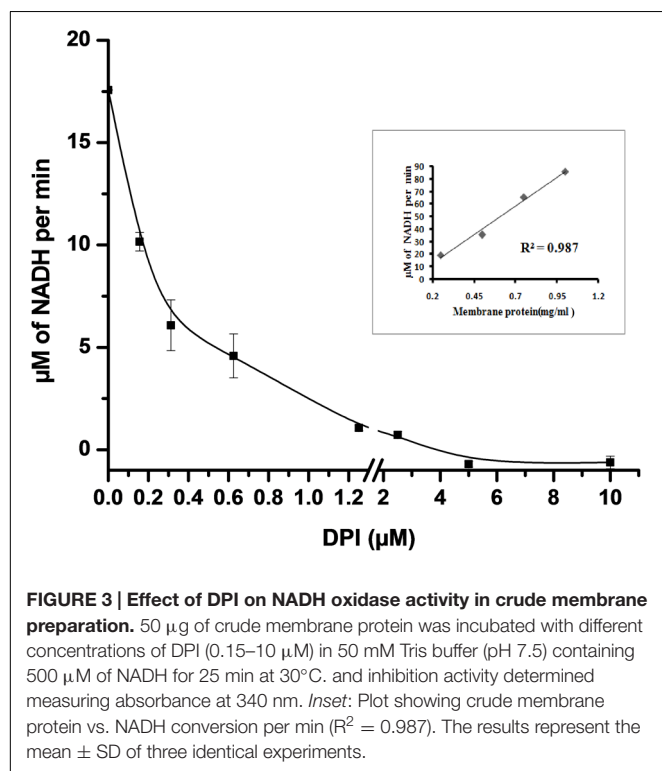 20
15
10
5
0
µM of NADH per min
0.0 0.2 0.4 0.6 0.8 1.0 1.2 2 4 6 8 10
DPI (µM)
90
80
70
60
50
40
30
20
10
0
µM of NADH per min
R² = 0.987
0.2 0.45 0.7 0.95 1.2
Membrane protein(mg/ml )
FIGURE 3 | Effect of DPI on NADH oxidase activity in crude membrane
preparation. 50 µg of crude membrane protein was incubated with different
concentrations of DPI (0.15–10 µM) in 50 mM Tris buffer (pH 7.5) containing
500 µM of NADH for 25 min at 30°C. and inhibition activity determined
measuring absorbance at 340 nm. Inset: Plot showing crude membrane
protein vs. NADH conversion per min (R² = 0.987). The results represent the
mean ± SD of three identical experiments.